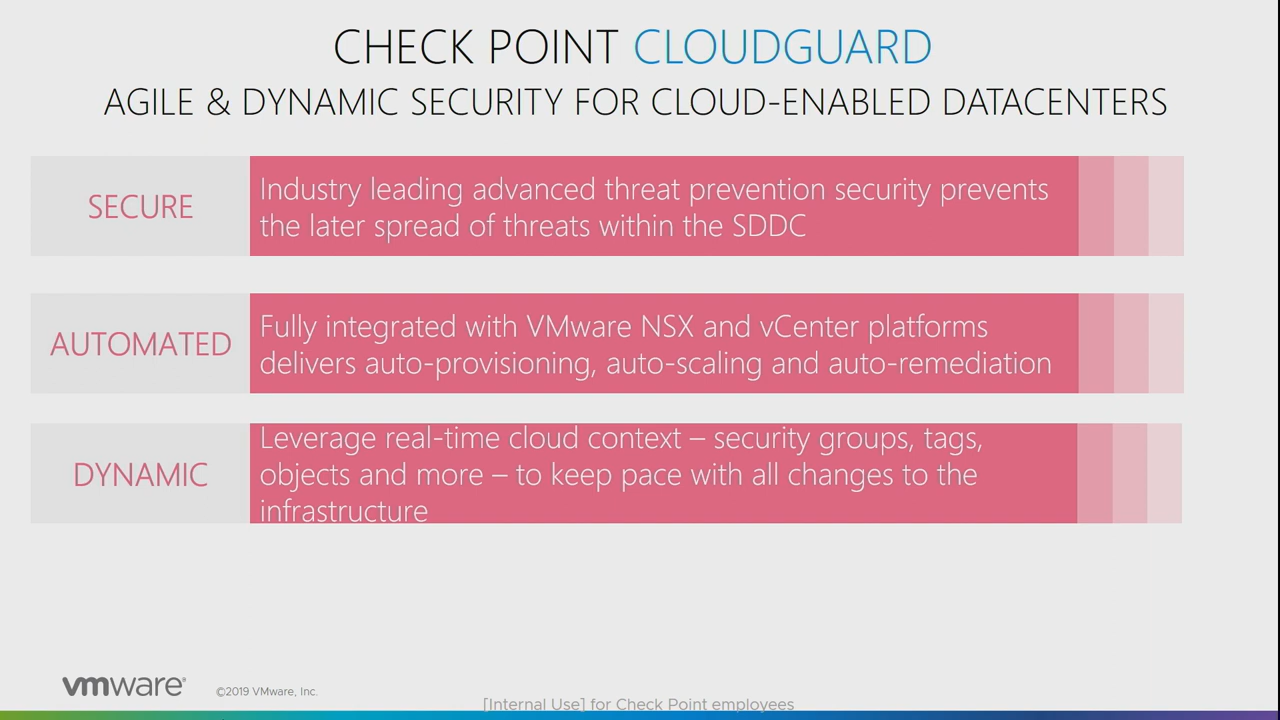 CHECK POINT CLOUDGUARD
AGILE & DYNAMIC SECURITY FOR CLOUD-ENABLED DATACENTERS
SECURE
Industry leading advanced threat prevention security prevents
the later spread of threats within the SDDC
AUTOMATED
Fully integrated with VMware NSX and vCenter platforms
delivers auto-provisioning, auto-scaling and auto-remediation
DYNAMIC
Leverage real-time cloud context – security groups, tags,
objects and more – to keep pace with all changes to the
infrastructure
vmware®
©2019 VMware, Inc.
[Internal Use] for Check Point employees